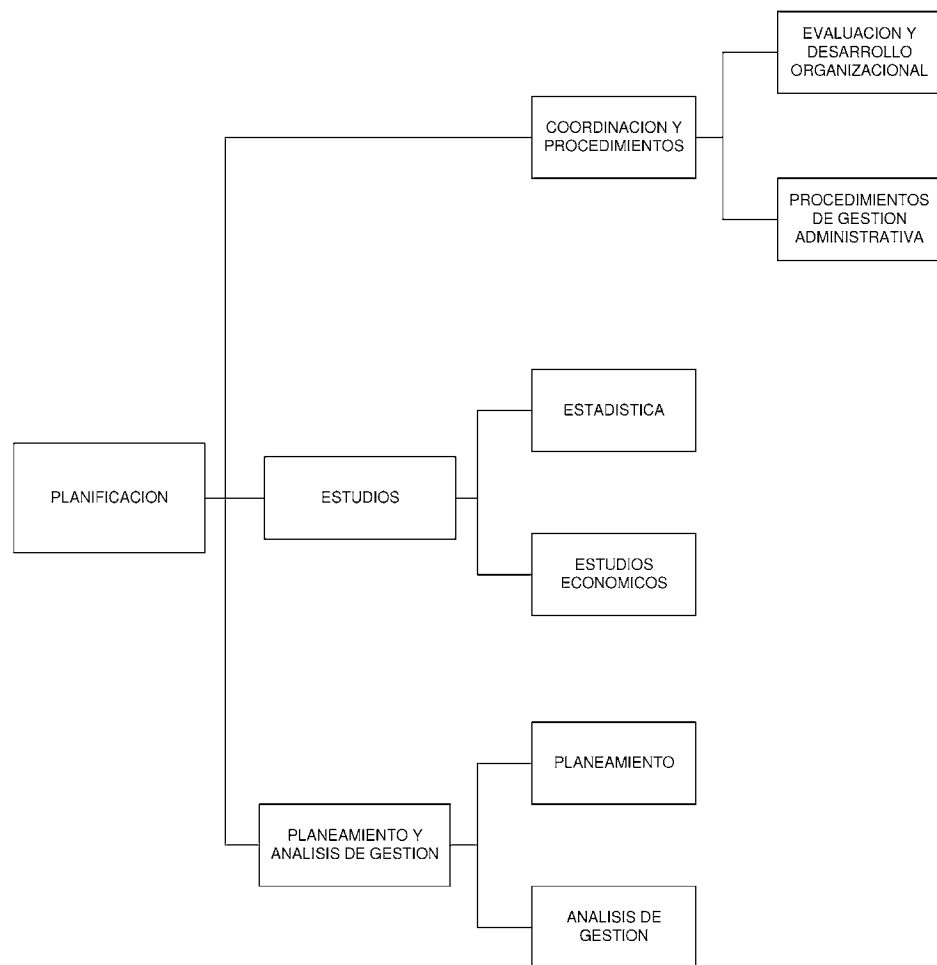 EVALUACION Y
DESARROLLO
ORGANIZACIONAL
COORDINACION Y
PROCEDIMIENTOS
PROCEDIMIENTOS
DE GESTION
ADMINISTRATIVA
ESTADISTICA
PLANIFICACION
ESTUDIOS
ESTUDIOS
ECONOMICOS
PLANEAMIENTO
PLANEAMIENTO Y
ANALISIS DE GESTION
ANALISIS DE
GESTION